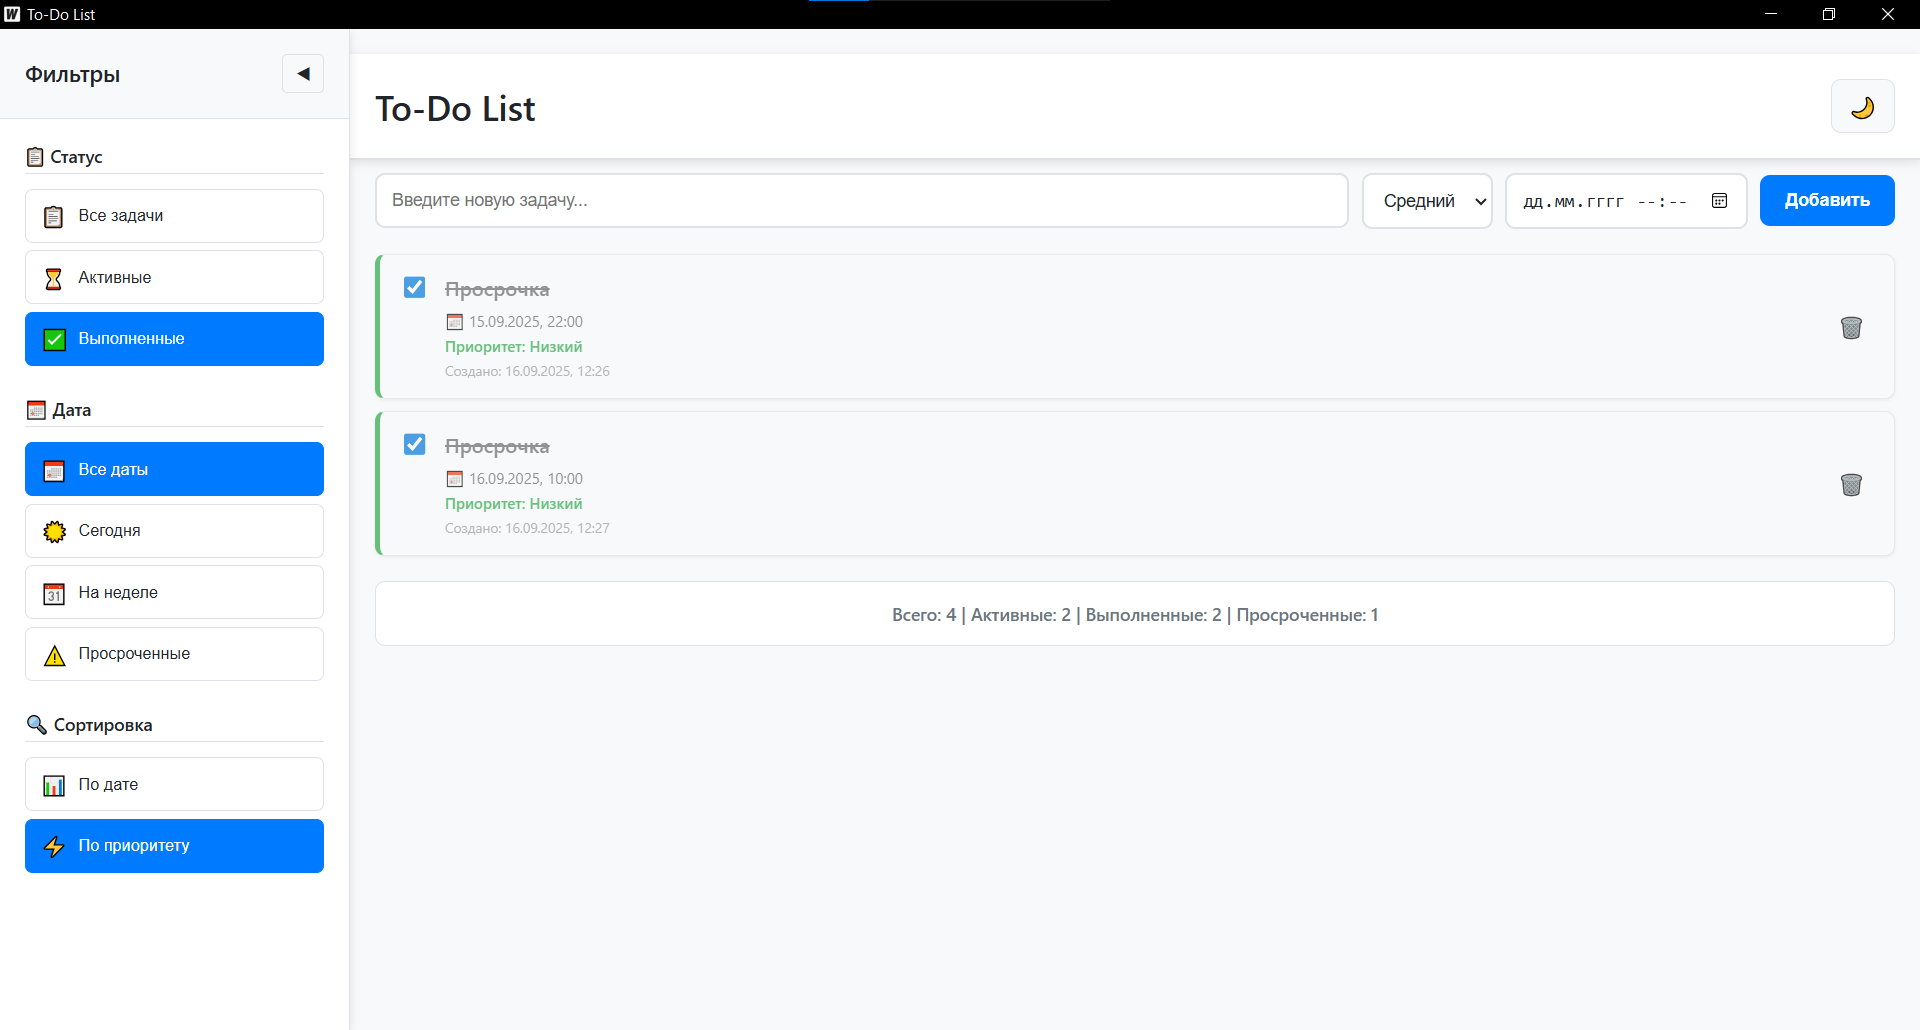 To-Do List
Фильтры
Статус
Все задачи
Активные
Выполненные
Дата
Все даты
Сегодня
На неделе
Просроченные
Сортировка
По дате
По приоритету
To-Do List
Введите новую задачу...
Средний
дд.мм.гггг --:--
Добавить
Просрочка
15.09.2025, 22:00
Приоритет: Низкий
Создано: 16.09.2025, 12:26
Просрочка
16.09.2025, 10:00
Приоритет: Низкий
Создано: 16.09.2025, 12:27
Всего: 4 | Активные: 2 | Выполненные: 2 | Просроченные: 1